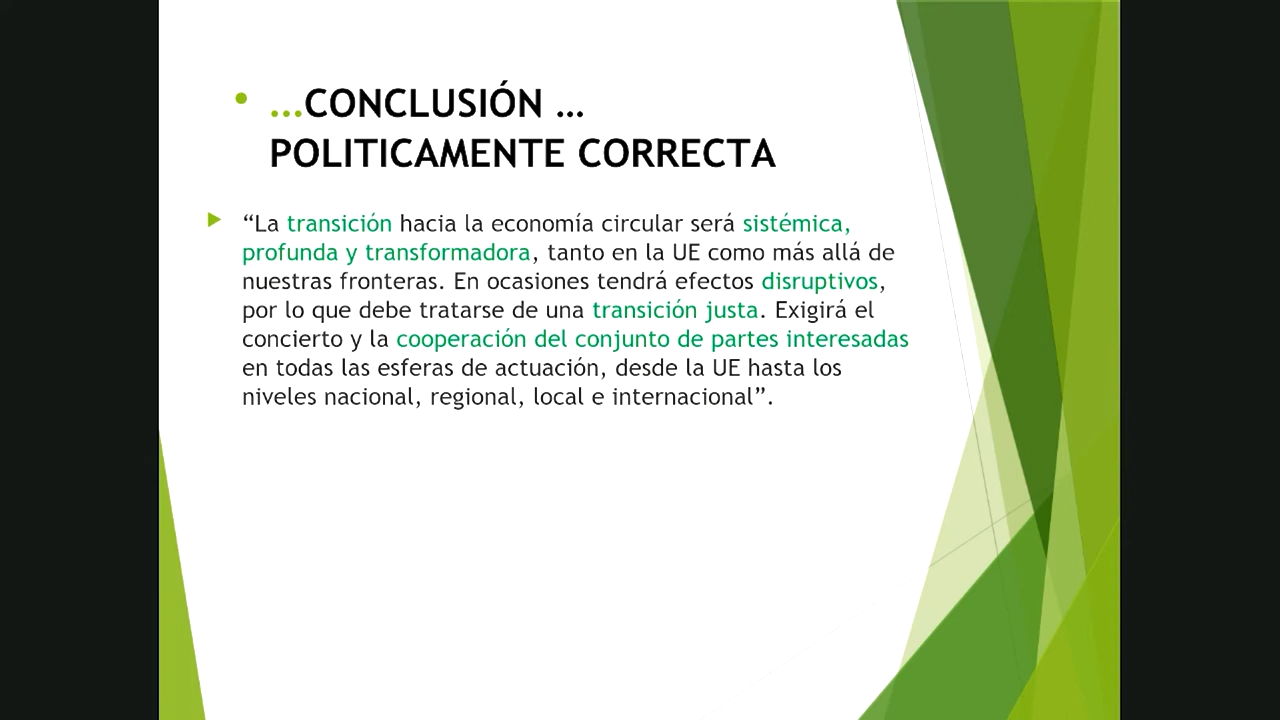 ...CONCLUSIÓN ...
POLITICAMENTE CORRECTA
“La transición hacia la economía circular será sistémica,
profunda y transformadora, tanto en la UE como más allá de
nuestras fronteras. En ocasiones tendrá efectos disruptivos,
por lo que debe tratarse de una transición justa. Exigirá el
concierto y la cooperación del conjunto de partes interesadas
en todas las esferas de actuación, desde la UE hasta los
niveles nacional, regional, local e internacional”.